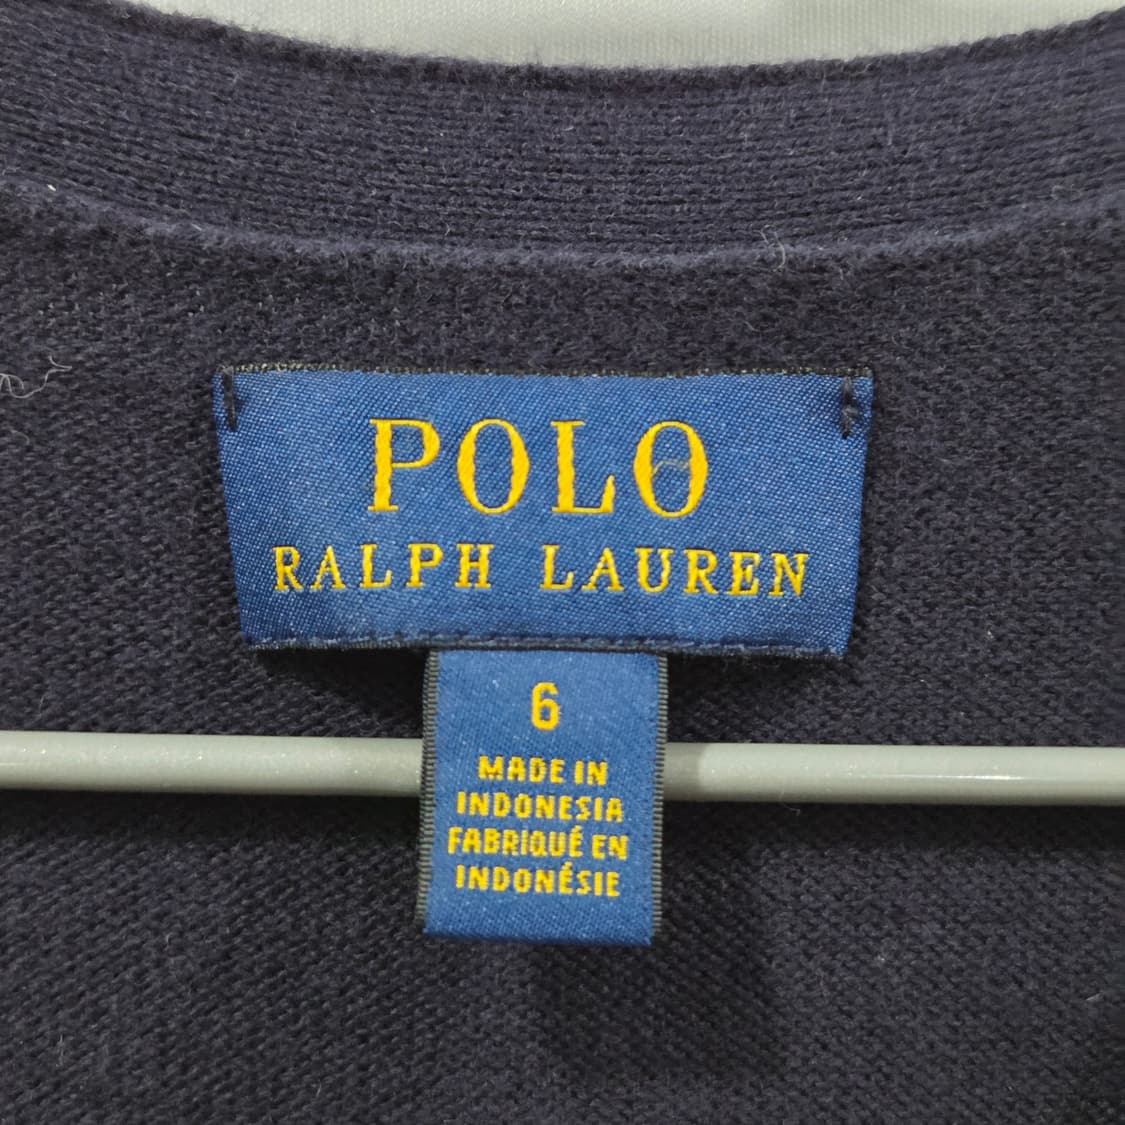 POLO
RALPH LAUREN
6
MADE IN
INDONESIA
FABRIQUÉ EN
INDONÉSIE